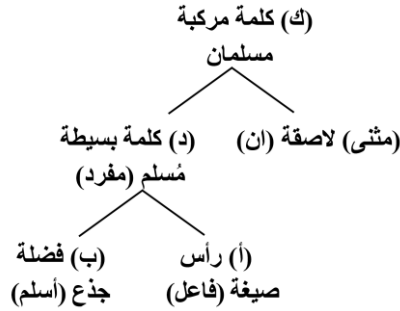 (ك) كلمة مركبة
مسلمان
(مثنى) لاصقة (ان)
(د) كلمة بسيطة
مُسلم (مفرد)
(أ) رأس
صيغة (فاعل)
(ب) فضلة
جذع (أسلم)